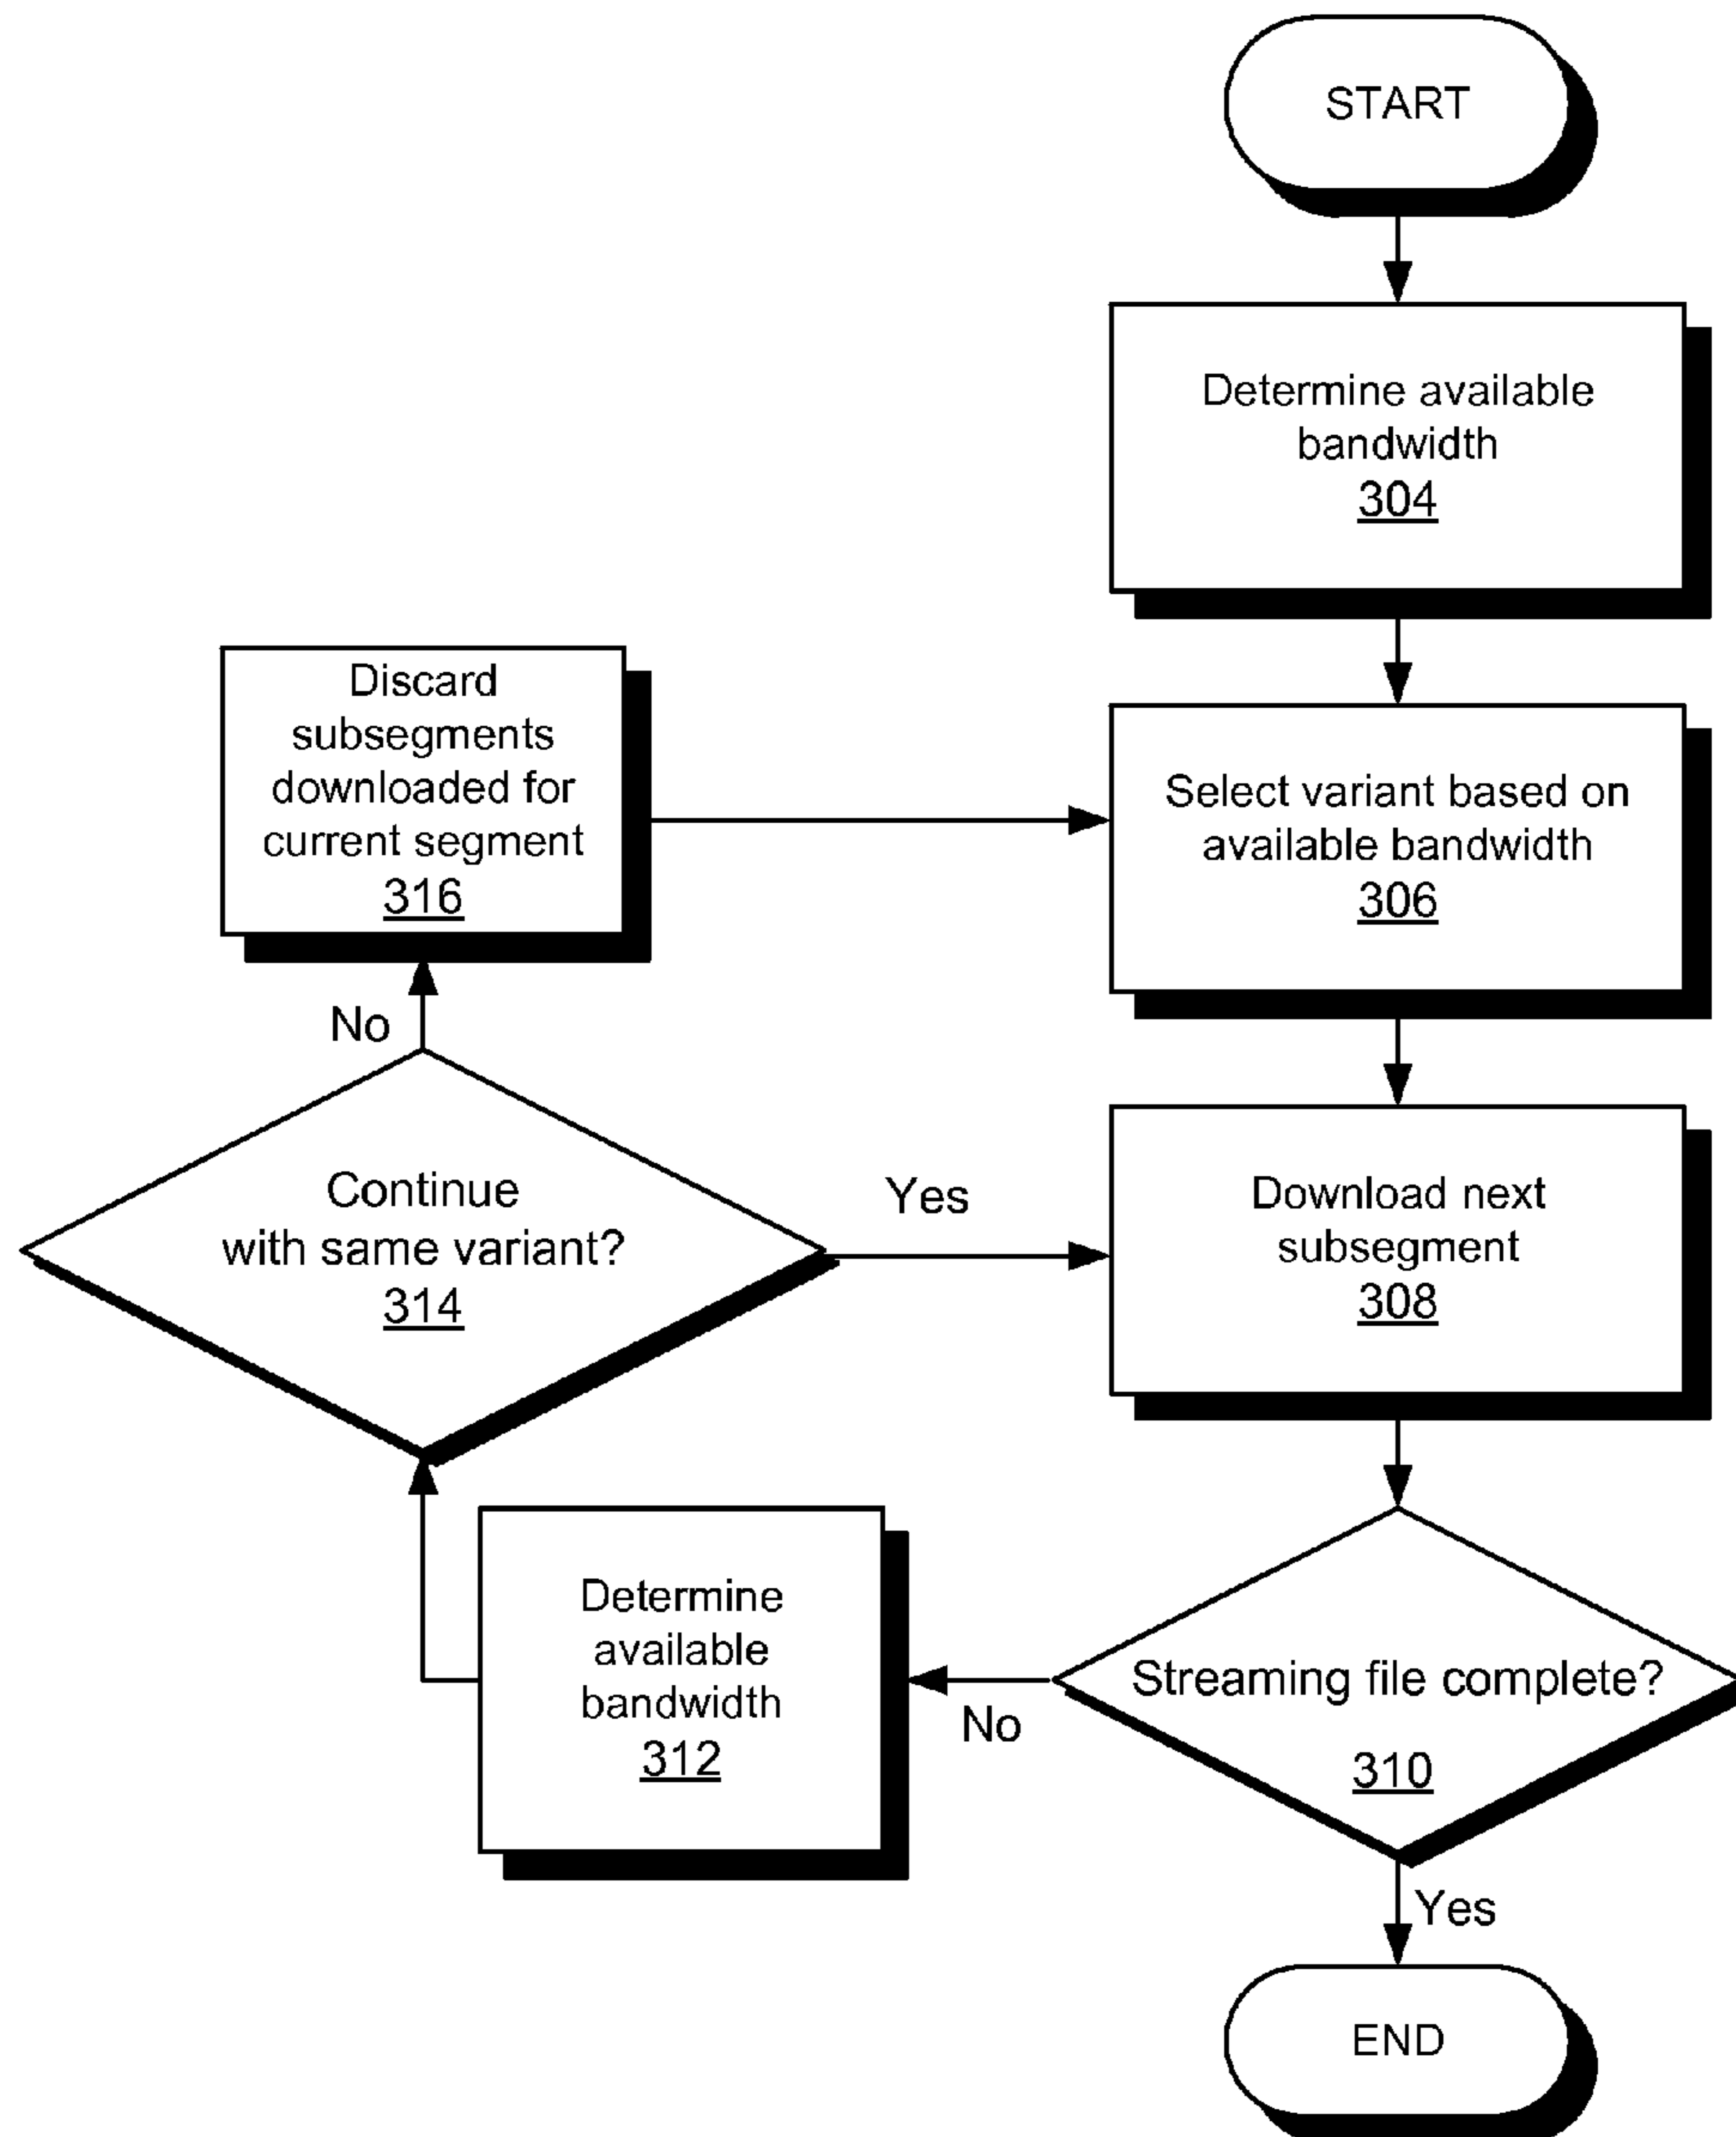 START
Determine available
bandwidth
304
Discard
subsegments
downloaded for
current segment
316
Select variant based on
available bandwidth
306
No
Continue
with same variant?
314
Yes
Download next
subsegment
308
Determine
available
bandwidth
312
No
Streaming file complete?
310
Yes
END